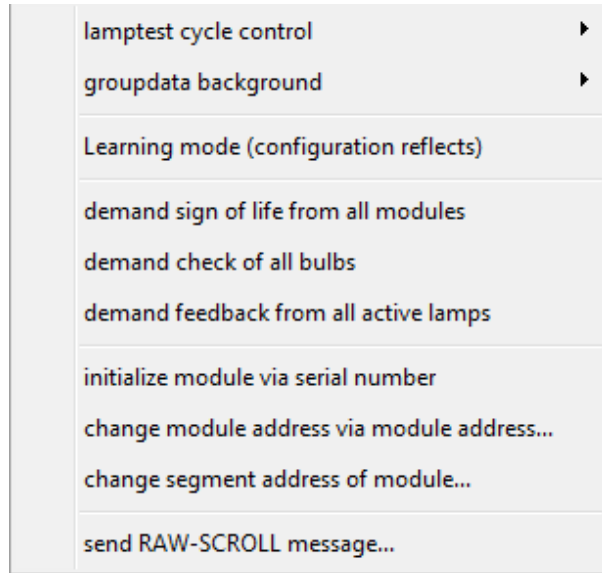 lamptest cycle control
groupdata background
Learning mode (configuration reflects)
demand sign of life from all modules
demand check of all bulbs
demand feedback from all active lamps
initialize module via serial number
change module address via module address...
change segment address of module...
send RAW-SCROLL message...